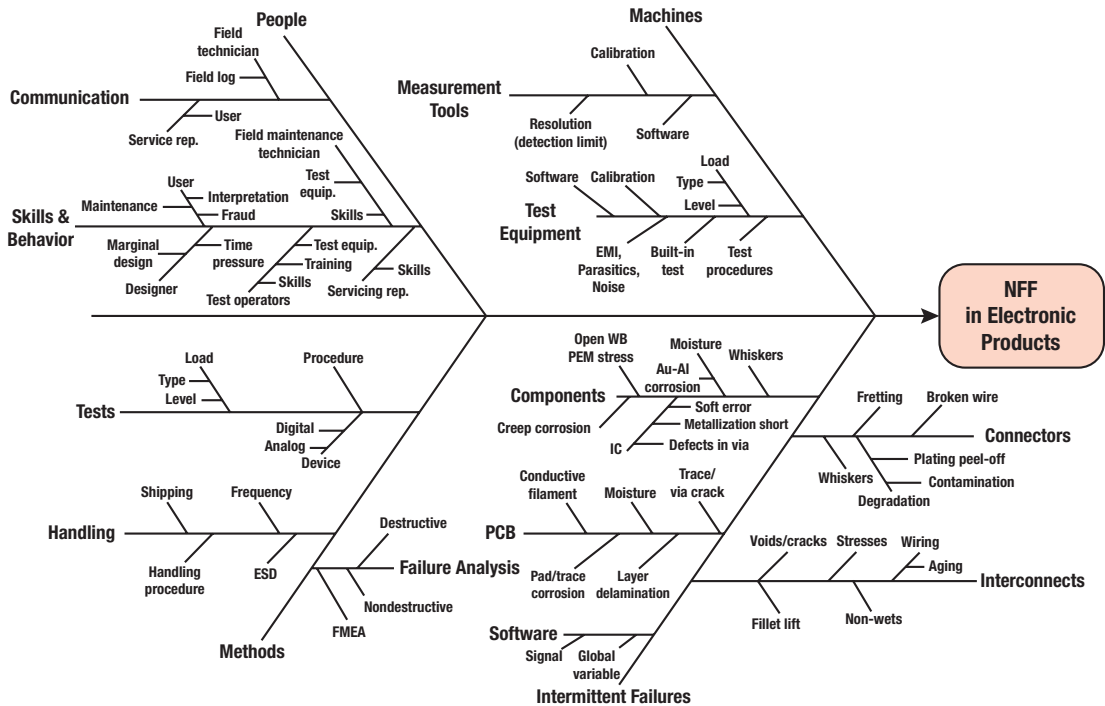 People
Field
technician
Field log
Communication
User
Service rep.
Field maintenance
technician
Test
equip.
Skills
User
Interpretation
Maintenance
Fraud
Skills &
Behavior
Marginal
design
Time
pressure
Designer
Test equip.
Training
Skills
Test operators
Skills
Servicing rep.
Machines
Calibration
Measurement
Tools
Resolution
(detection limit)
Software
Load
Type
Level
Software
Calibration
Test
Equipment
EMI,
Parasitics,
Noise
Built-in
test
Test
procedures
NFF
in Electronic
Products
Load
Type
Level
Procedure
Tests
Digital
Analog
Device
Shipping
Frequency
Handling
Handling
procedure
ESD
Destructive
Failure Analysis
Nondestructive
FMEA
Methods
Open WB
PEM stress
Moisture
Au-Al
corrosion
Whiskers
Components
Creep corrosion
Soft error
Metallization short
IC
Defects in via
Fretting
Broken wire
Connectors
Whiskers
Plating peel-off
Contamination
Degradation
Conductive
filament
Moisture
Trace/
via crack
PCB
Pad/trace
corrosion
Layer
delamination
Voids/cracks
Stresses
Wiring
Aging
Interconnects
Fillet lift
Non-wets
Software
Signal
Global
variable
Intermittent Failures